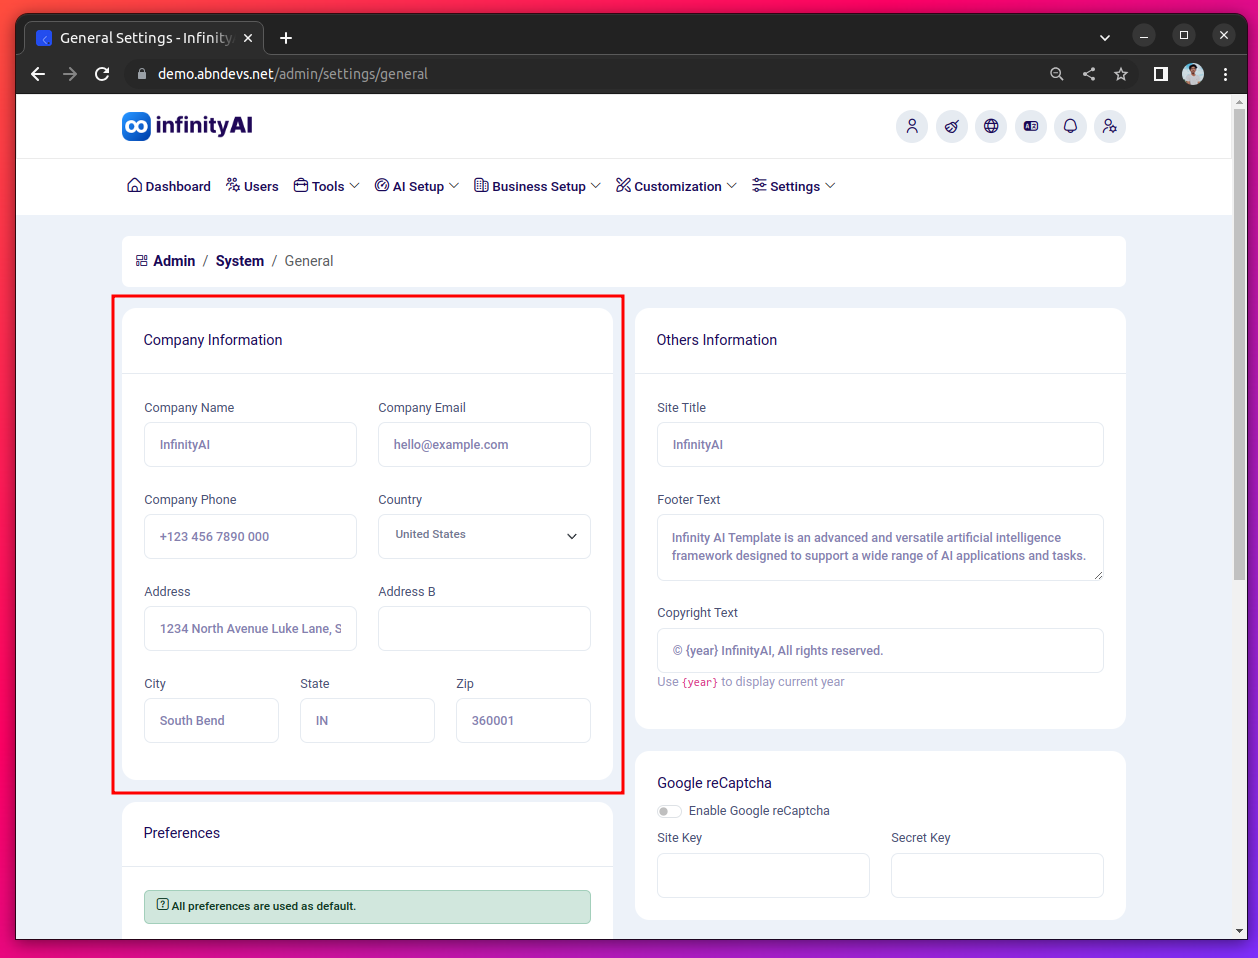 General Settings - Infinity
demo.abndevs.net/admin/settings/general
infinityAI
Dashboard Users Tools AI Setup Business Setup Customization Settings
Admin / System / General
Company Information
Company Name Company Email
InfinityAI hello@example.com
Company Phone Country
+123 456 7890 000 United States
Address Address B
1234 North Avenue Luke Lane, S
City State Zip
South Bend IN 360001
Preferences
All preferences are used as default.
Others Information
Site Title
InfinityAI
Footer Text
Infinity AI Template is an advanced and versatile artificial intelligence
framework designed to support a wide range of AI applications and tasks.
Copyright Text
© {year} InfinityAI, All rights reserved.
Use {year} to display current year
Google reCaptcha
Enable Google reCaptcha
Site Key Secret Key